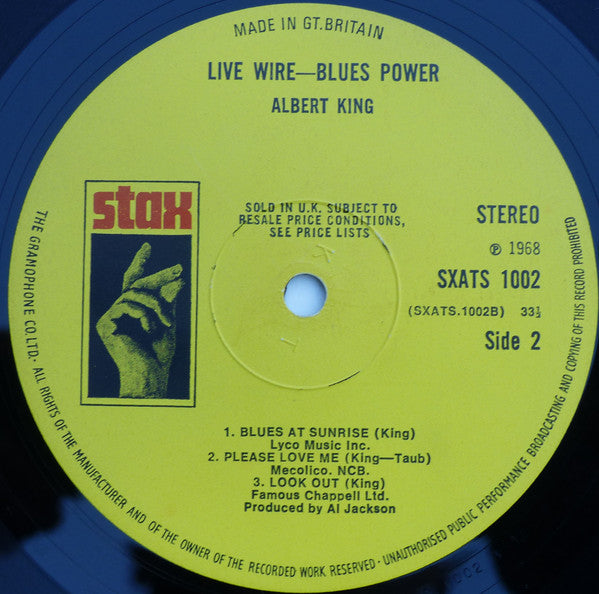 MADE IN GT. BRITAIN
LIVE WIRE—BLUES POWER
ALBERT KING
stax
SOLD IN U.K. SUBJECT TO
RESALE PRICE CONDITIONS,
SEE PRICE LISTS
STEREO
℗ 1968
SXATS 1002
(SXATS.1002B) 33⅓
Side 2
1. BLUES AT SUNRISE (King)
Lyco Music Inc.
2. PLEASE LOVE ME (King—Taub)
Mecolico. NCB.
3. LOOK OUT (King)
Famous Chappell Ltd.
Produced by Al Jackson
THE GRAMOPHONE CO. LTD. · ALL RIGHTS OF THE MANUFACTURER AND OF THE OWNER OF THE RECORDED WORK RESERVED · UNAUTHORISED PUBLIC PERFORMANCE BROADCASTING AND COPYING OF THIS RECORD PROHIBITED